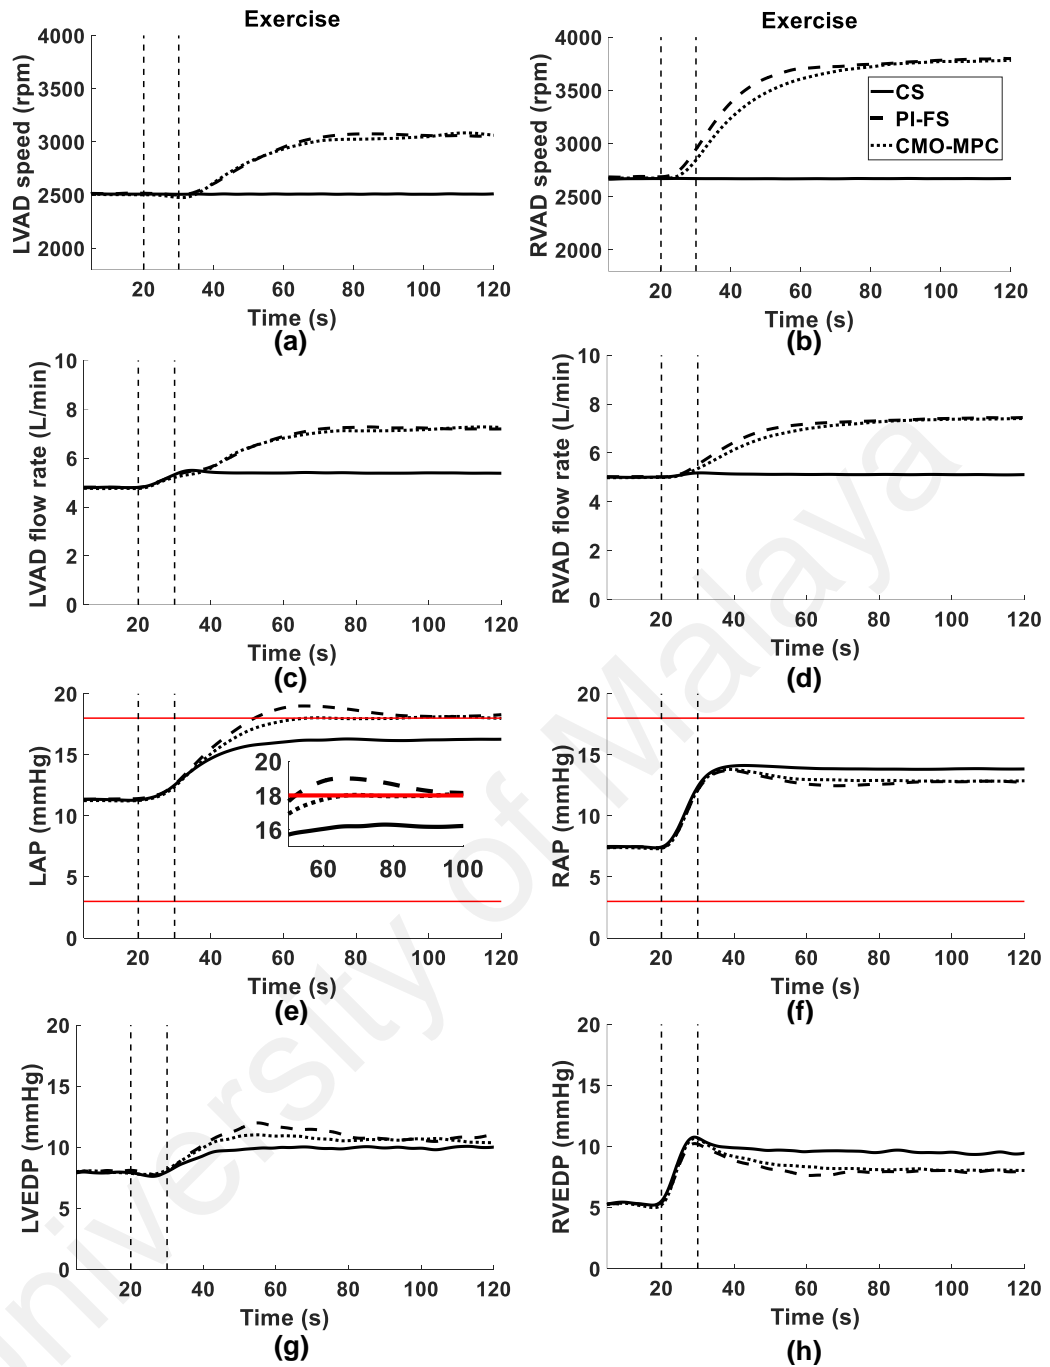 Exercise
4000
3500
3000
2500
2000
LVAD speed (rpm)
20 40 60 80 100 120
Time (s)
(a)
Exercise
4000
3500
3000
2500
2000
RVAD speed (rpm)
CS
PI-FS
CMO-MPC
20 40 60 80 100 120
Time (s)
(b)
10
8
6
4
2
0
LVAD flow rate (L/min)
20 40 60 80 100 120
Time (s)
(c)
10
8
6
4
2
0
RVAD flow rate (L/min)
20 40 60 80 100 120
Time (s)
(d)
20
15
10
5
0
LAP (mmHg)
20
18
16
60 80 100
20 40 60 80 100 120
Time (s)
(e)
20
15
10
5
0
RAP (mmHg)
20 40 60 80 100 120
Time (s)
(f)
20
15
10
5
0
LVEDP (mmHg)
20 40 60 80 100 120
Time (s)
(g)
20
15
10
5
0
RVEDP (mmHg)
20 40 60 80 100 120
Time (s)
(h)
University of Malaya